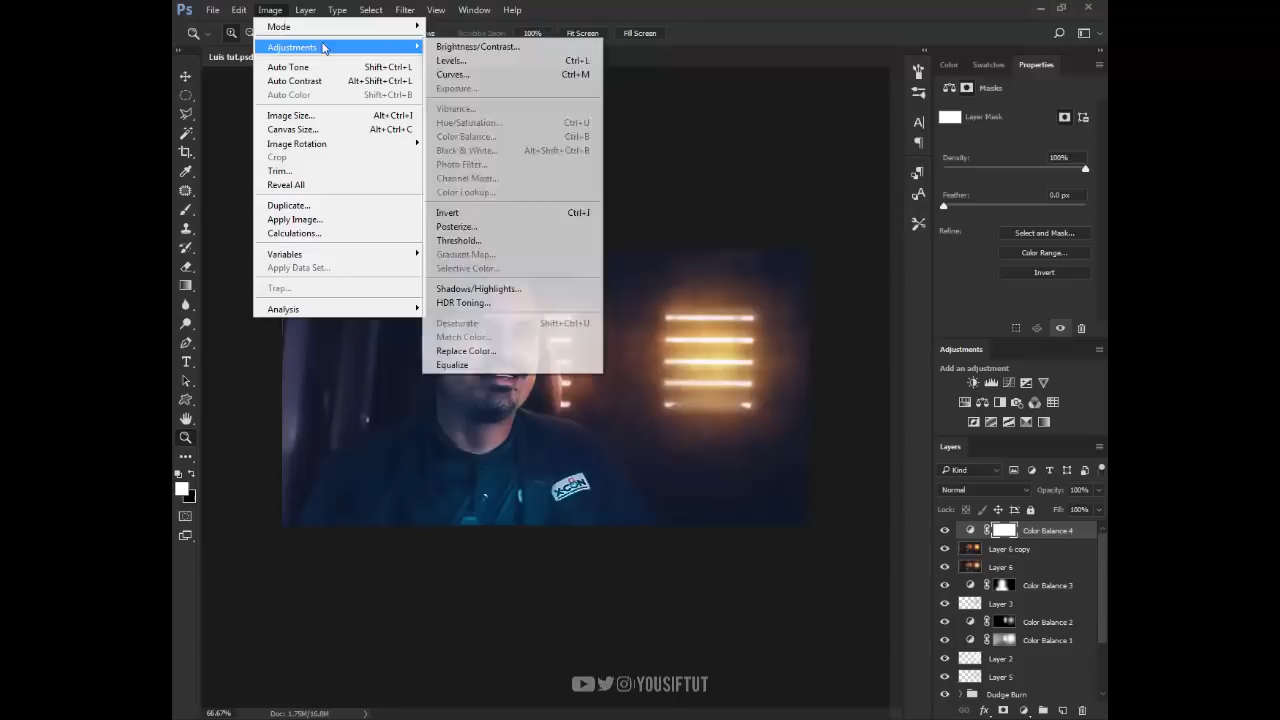 Ps File Edit Image Layer Type Select Filter View Window Help
100% Fit Screen Fill Screen
Luis tut.psd
Mode
Adjustments
Auto Tone Shift+Ctrl+L
Auto Contrast Alt+Shift+Ctrl+L
Auto Color Shift+Ctrl+B
Image Size... Alt+Ctrl+I
Canvas Size... Alt+Ctrl+C
Image Rotation
Crop
Trim...
Reveal All
Duplicate...
Apply Image...
Calculations...
Variables
Apply Data Set...
Trap...
Analysis
Brightness/Contrast...
Levels... Ctrl+L
Curves... Ctrl+M
Exposure...
Vibrance...
Hue/Saturation... Ctrl+U
Color Balance... Ctrl+B
Black & White... Alt+Shift+Ctrl+B
Photo Filter...
Channel Mixer...
Color Lookup...
Invert Ctrl+I
Posterize...
Threshold...
Gradient Map...
Selective Color...
Shadows/Highlights...
HDR Toning...
Desaturate Shift+Ctrl+U
Match Color...
Replace Color...
Equalize
X-CON
Color Swatches Properties
Masks
Layer Mask
Density: 100%
Feather: 0.0 px
Refine: Select and Mask...
Color Range...
Invert
Adjustments
Add an adjustment
Layers
Kind
Normal Opacity: 100%
Lock: Fill: 100%
Color Balance 4
Layer 6 copy
Layer 6
Color Balance 3
Layer 3
Color Balance 2
Color Balance 1
Layer 2
Layer 5
Dodge Burn
YOUSIFTUT
66.67% Doc: 1.75M/16.8M